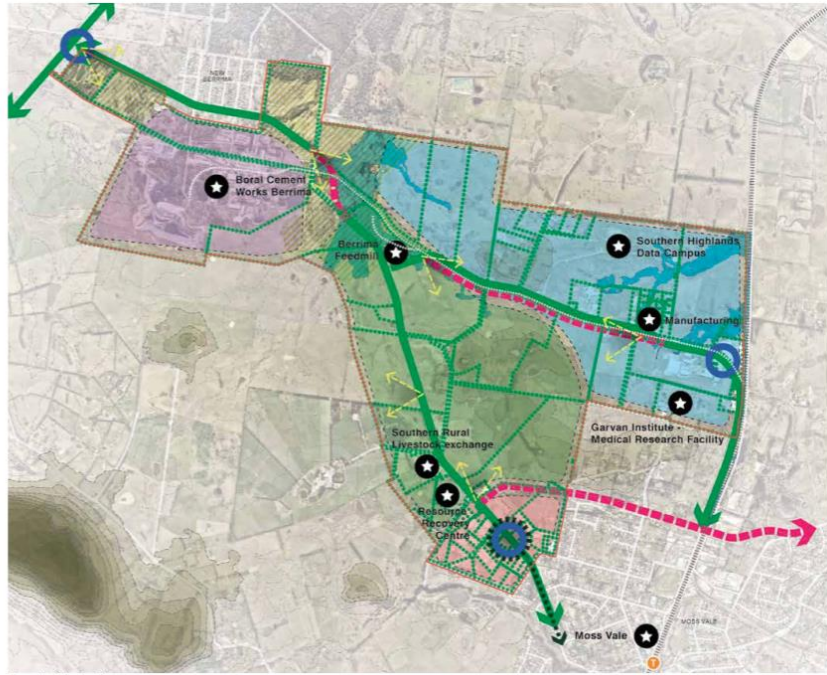 NEW
BERRIMA
Boral Cement
Works Berrima
Berrima
Feedmill
Southern Highlands
Data Campus
Manufacturing
Garvan Institute -
Medical Research Facility
Southern Rural
Livestock exchange
Resource
Recovery
Centre
Moss Vale
MOSS VALE
T